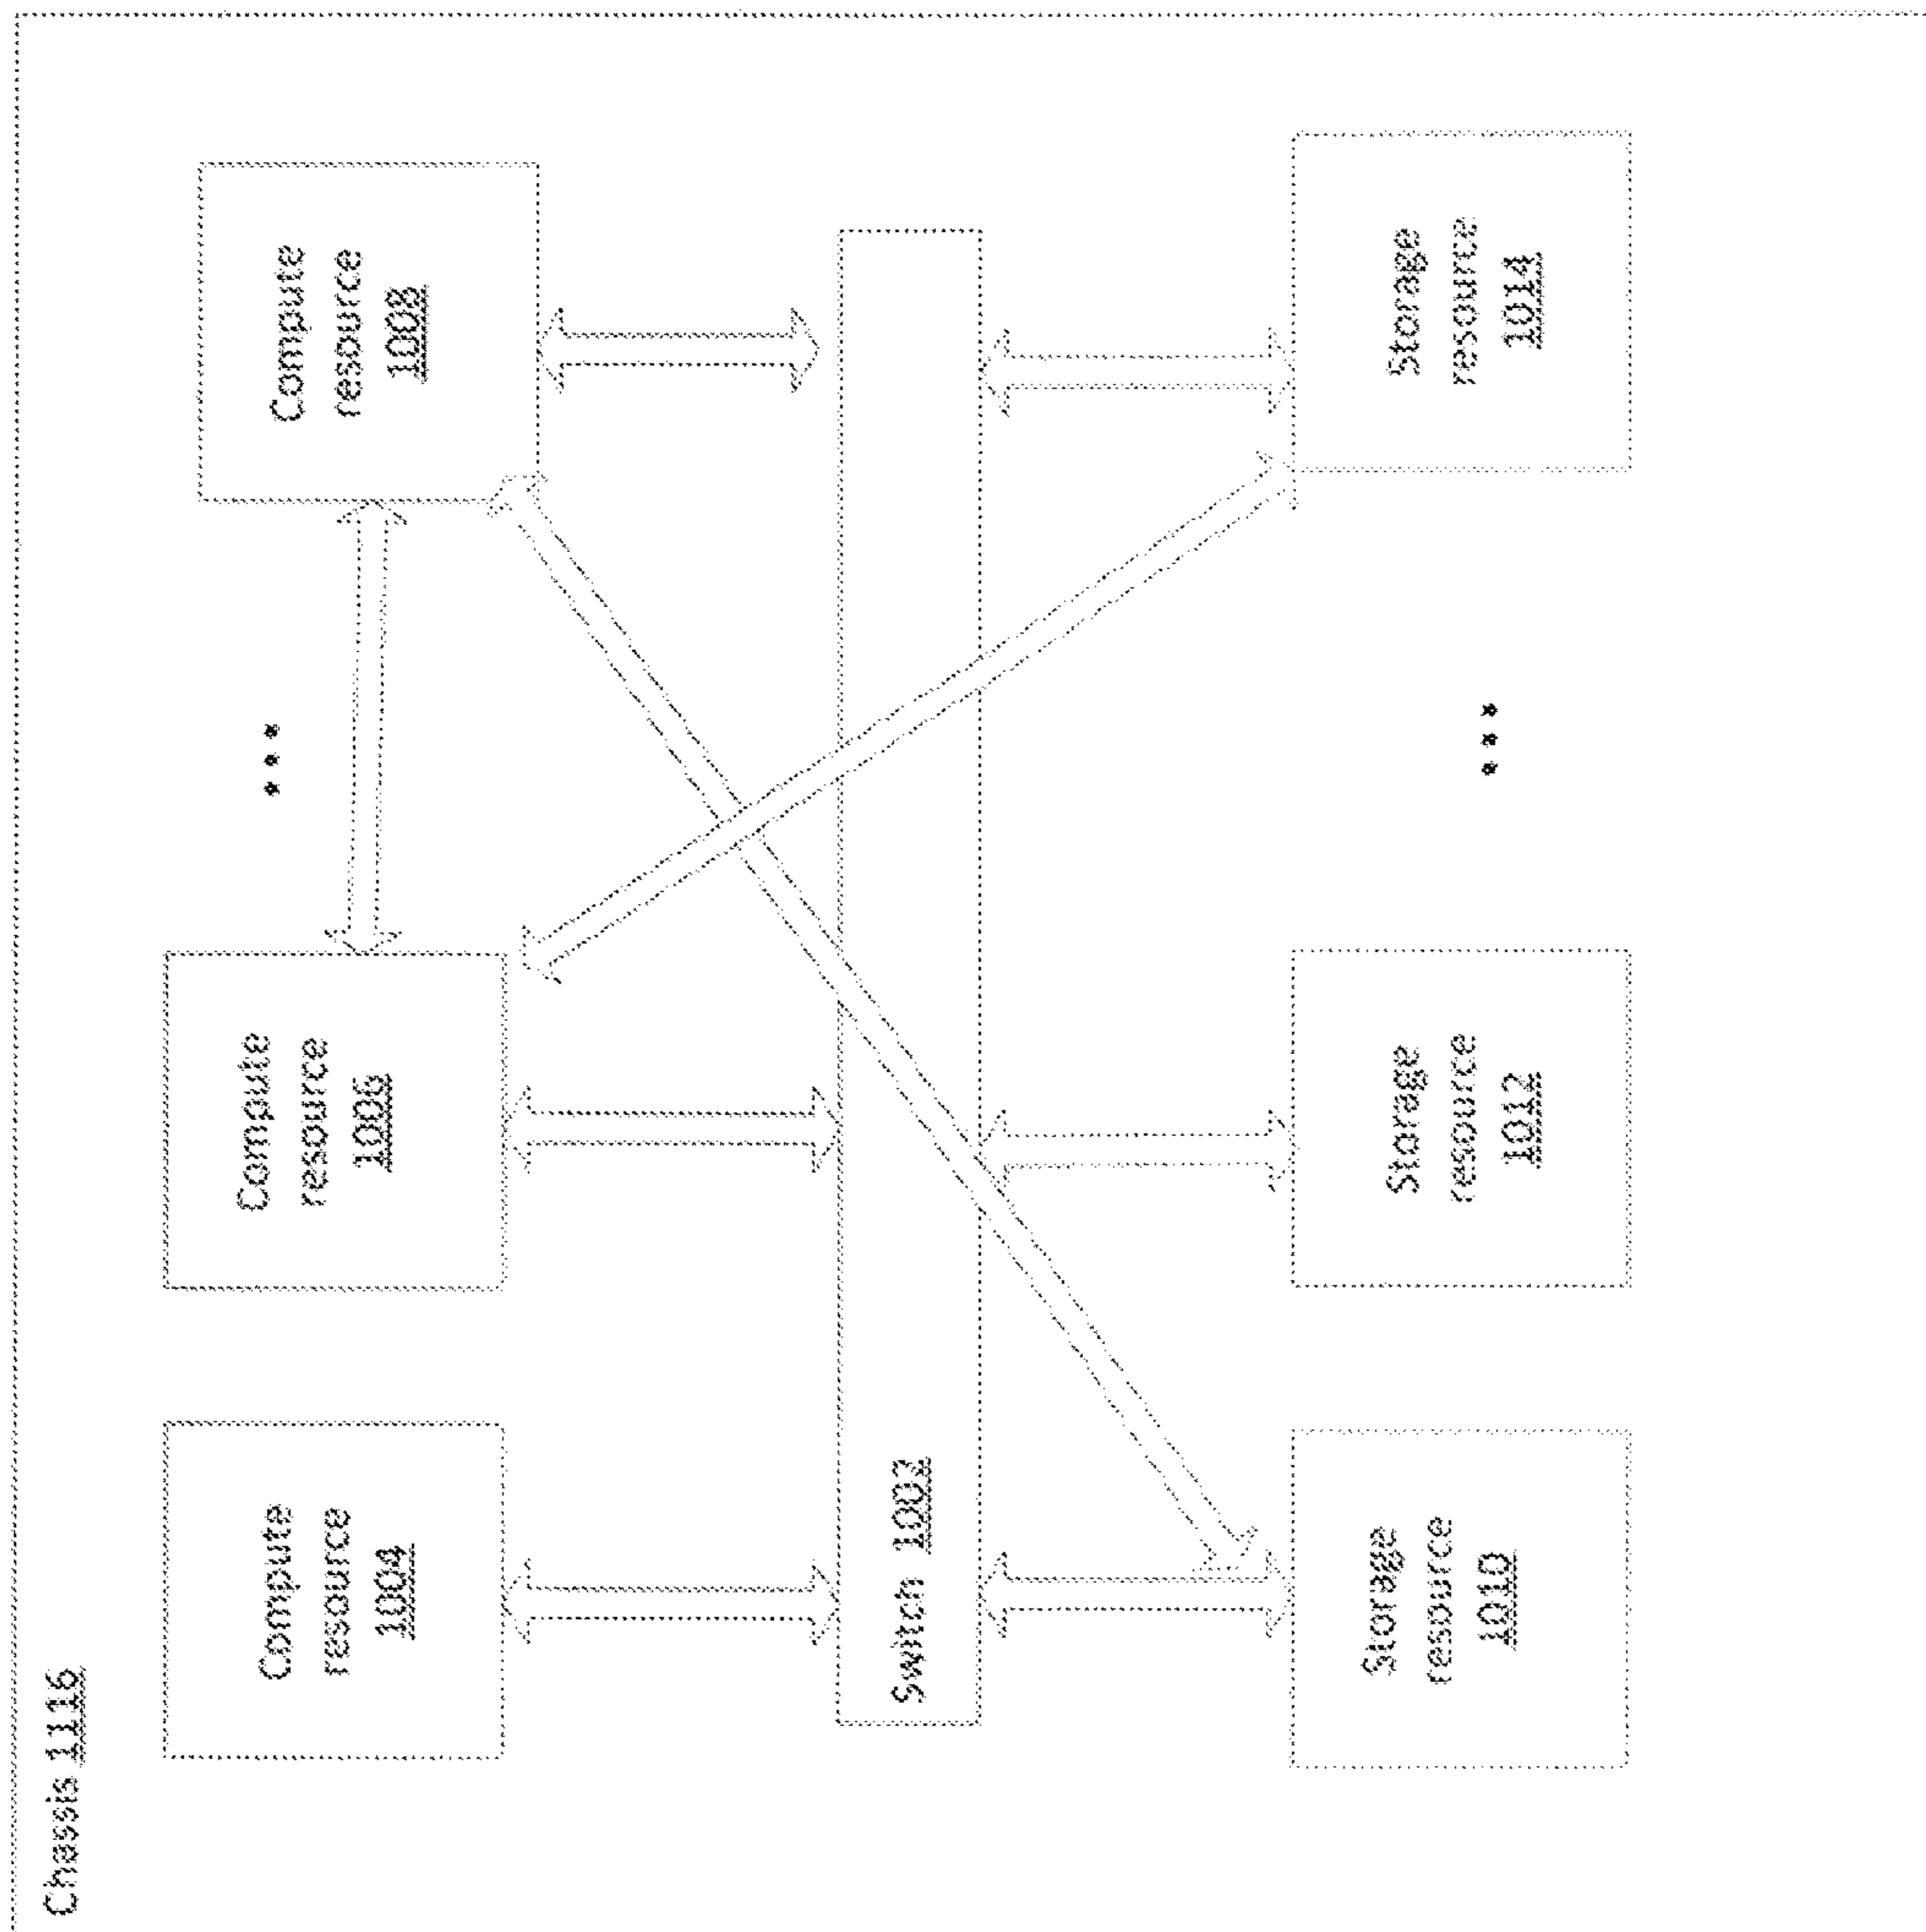 Chassis 1116
Compute
resource
1004
Compute
resource
1006
...
Compute
resource
1008
Switch 1002
Storage
resource
1010
Storage
resource
1012
...
Storage
resource
1014